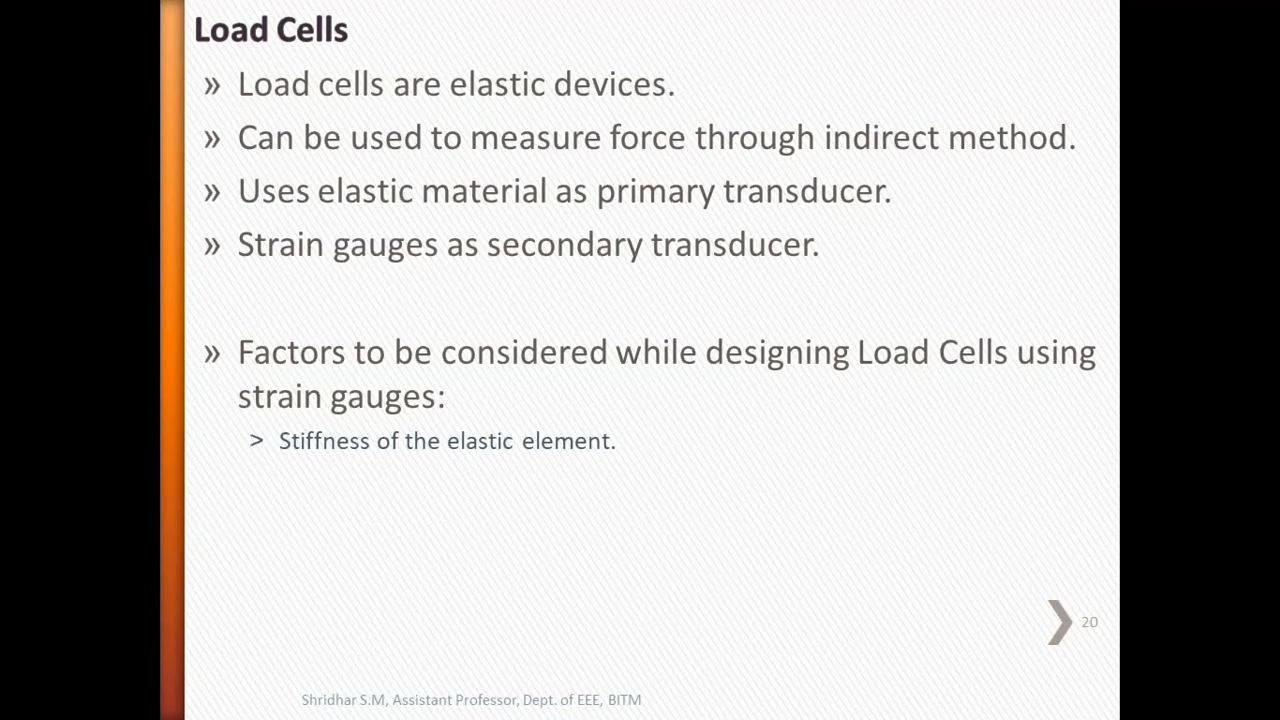 Load Cells
» Load cells are elastic devices.
» Can be used to measure force through indirect method.
» Uses elastic material as primary transducer.
» Strain gauges as secondary transducer.
» Factors to be considered while designing Load Cells using
strain gauges:
> Stiffness of the elastic element.
20
Shridhar S.M, Assistant Professor, Dept. of EEE, BITM